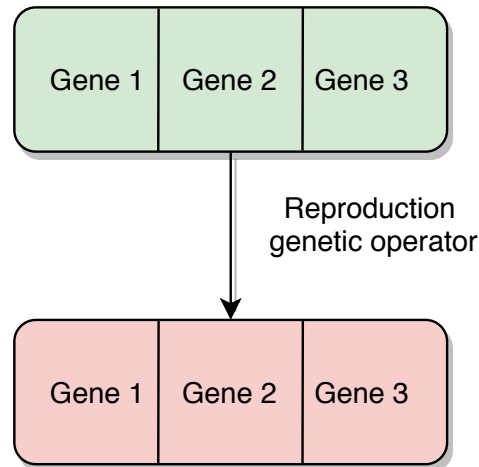 Gene 1 Gene 2 Gene 3
Reproduction
genetic operator
Gene 1 Gene 2 Gene 3